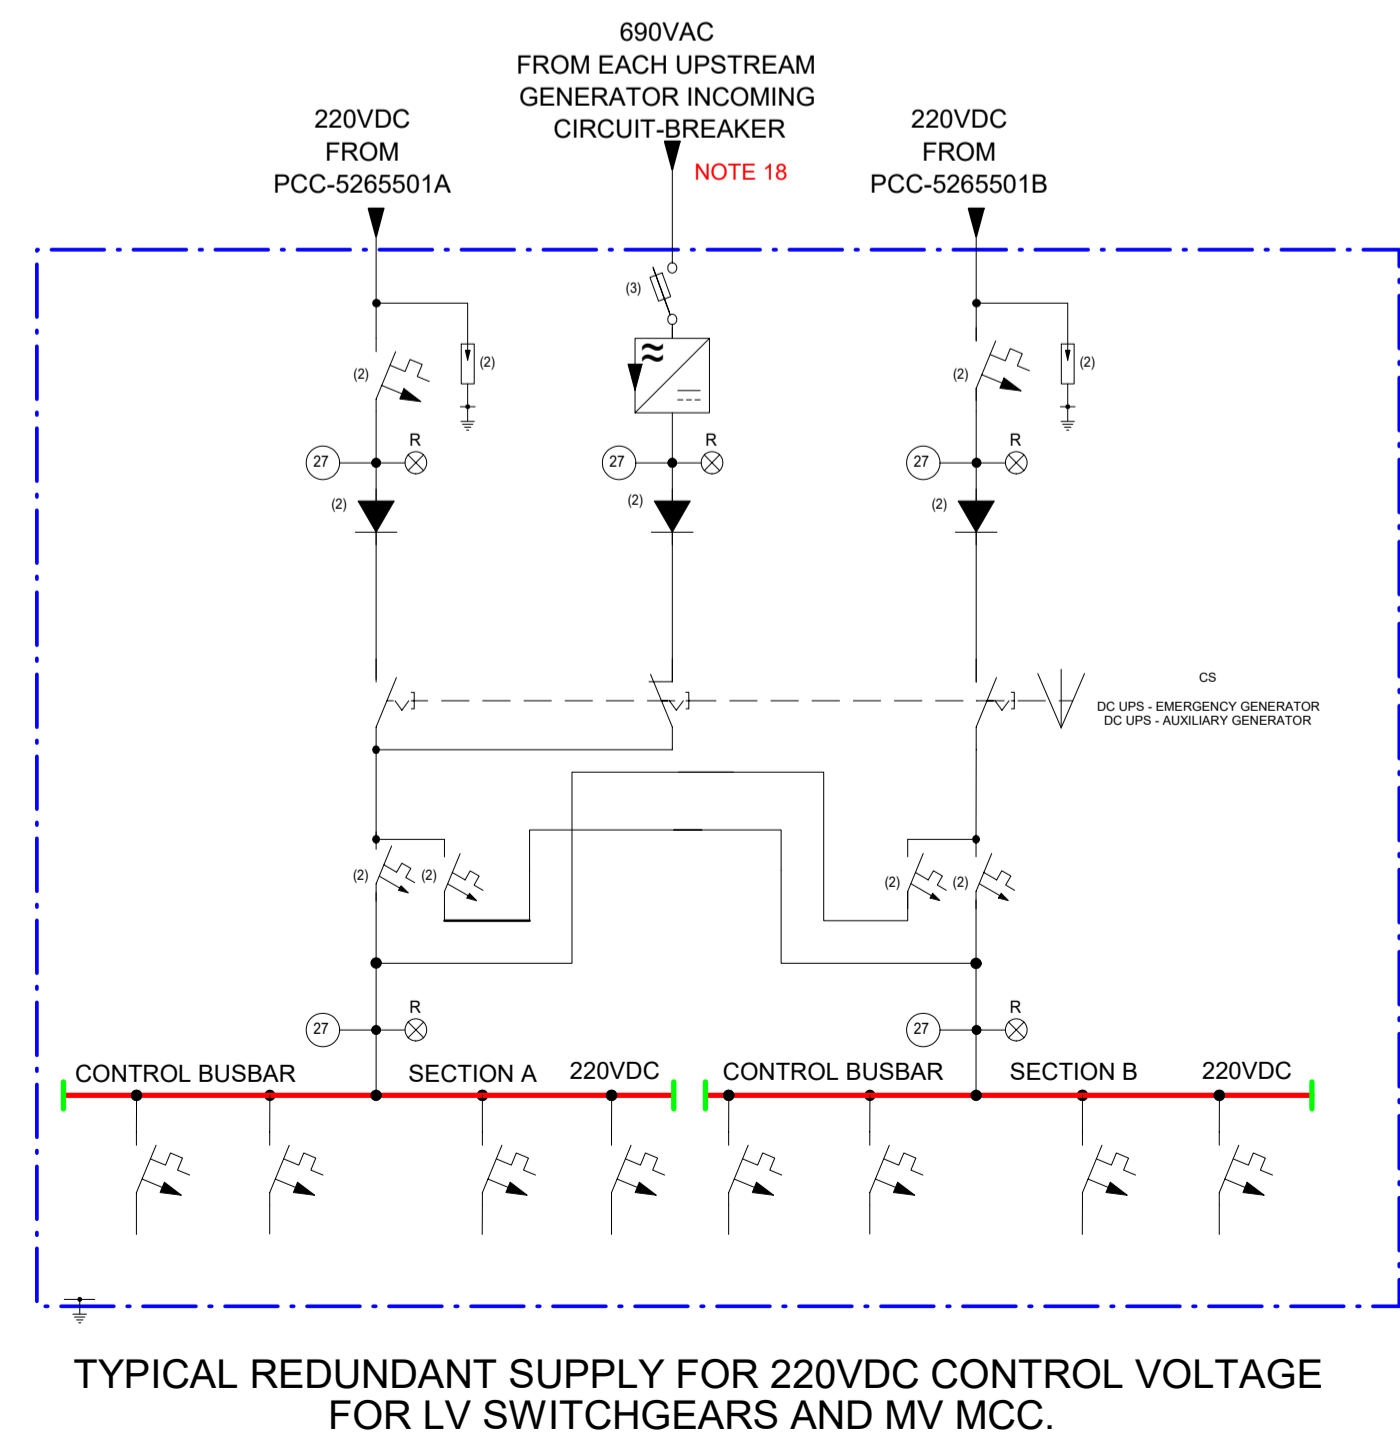 690VAC
FROM EACH UPSTREAM
GENERATOR INCOMING
CIRCUIT-BREAKER
NOTE 18
220VDC
FROM
PCC-5265501A
220VDC
FROM
PCC-5265501B
(3)
(2)
(2)
(2)
(2)
27
R
27
R
27
R
(2)
(2)
(2)
CS
DC UPS - EMERGENCY GENERATOR
DC UPS - AUXILIARY GENERATOR
(2)
(2)
(2)
(2)
27
R
27
R
CONTROL BUSBAR SECTION A 220VDC
CONTROL BUSBAR SECTION B 220VDC
TYPICAL REDUNDANT SUPPLY FOR 220VDC CONTROL VOLTAGE
FOR LV SWITCHGEARS AND MV MCC.